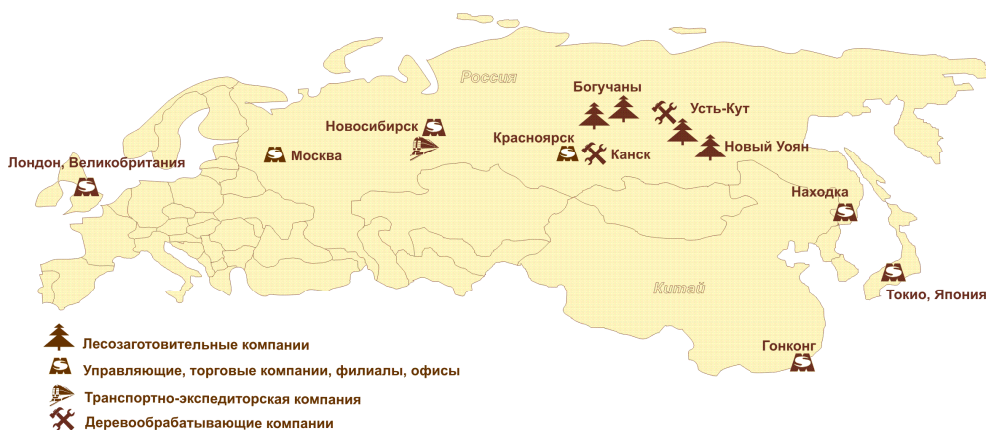 Россия
Богучаны
Усть-Кут
Новосибирск
Красноярск
Москва
Канск
Новый Уоян
Лондон, Великобритания
Находка
Китай
Токио, Япония
Гонконг
Лесозаготовительные компании
Управляющие, торговые компании, филиалы, офисы
Транспортно-экспедиторская компания
Деревообрабатывающие компании